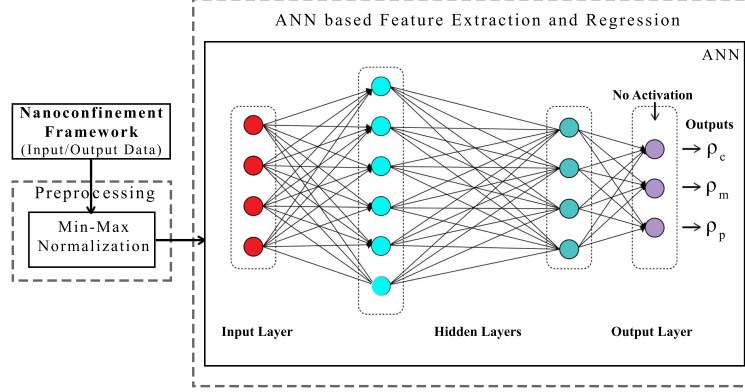 ANN based Feature Extraction and Regression
ANN
Nanoconfinement
Framework
(Input/Output Data)
Preprocessing
Min-Max
Normalization
No Activation
Outputs
ρc
ρm
ρp
Input Layer
Hidden Layers
Output Layer